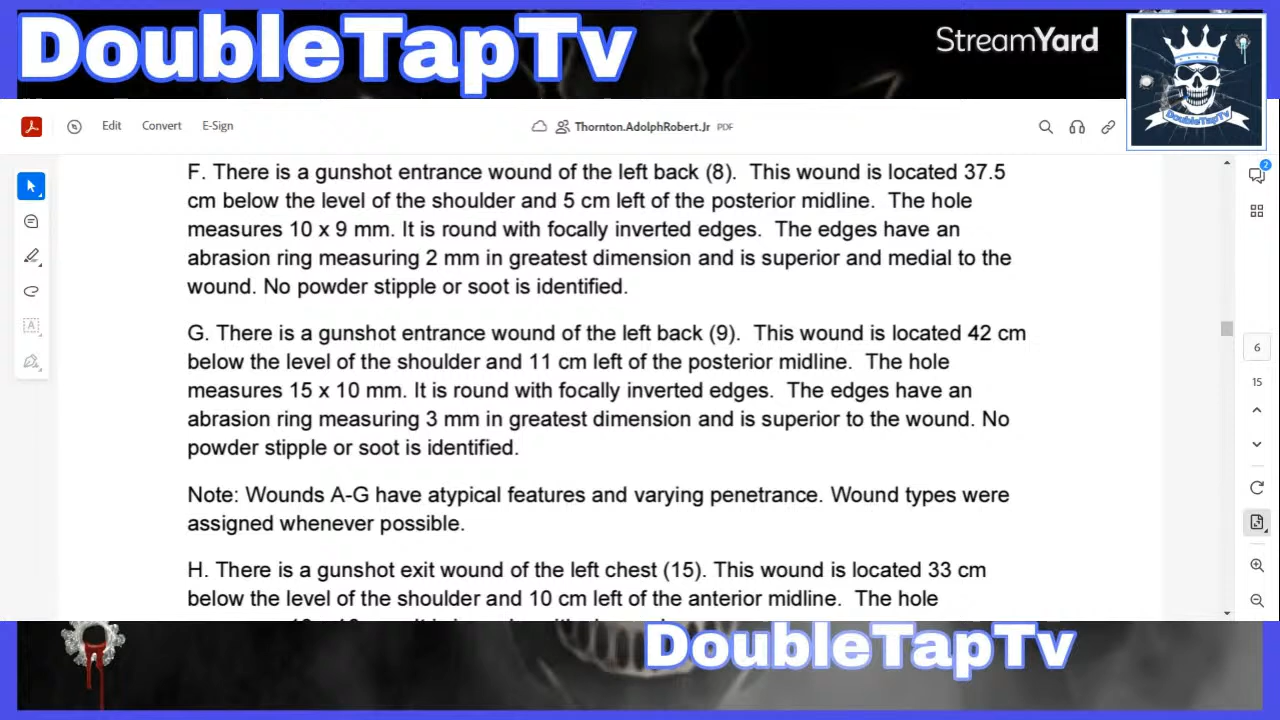 DoubleTapTv
StreamYard
DoubleTapTv
Edit
Convert
E-Sign
Thornton.AdolphRobert.Jr PDF
2
F. There is a gunshot entrance wound of the left back (8).  This wound is located 37.5
cm below the level of the shoulder and 5 cm left of the posterior midline.  The hole
measures 10 x 9 mm. It is round with focally inverted edges.  The edges have an
abrasion ring measuring 2 mm in greatest dimension and is superior and medial to the
wound. No powder stipple or soot is identified.
G. There is a gunshot entrance wound of the left back (9).  This wound is located 42 cm
below the level of the shoulder and 11 cm left of the posterior midline.  The hole
measures 15 x 10 mm. It is round with focally inverted edges.  The edges have an
abrasion ring measuring 3 mm in greatest dimension and is superior to the wound. No
powder stipple or soot is identified.
Note: Wounds A-G have atypical features and varying penetrance. Wound types were
assigned whenever possible.
H. There is a gunshot exit wound of the left chest (15). This wound is located 33 cm
below the level of the shoulder and 10 cm left of the anterior midline.  The hole
6
15
DoubleTapTv